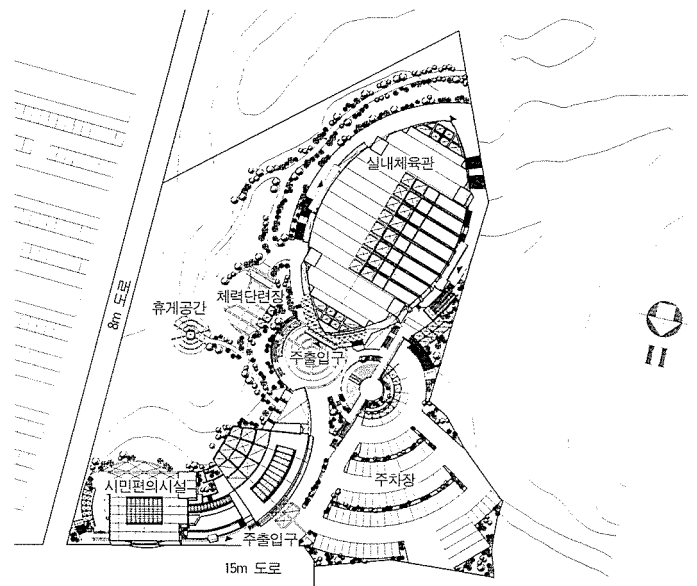 실내체육관
8m 도로
체력단련장
휴게공간
주출입구
시민편의시설
주차장
주출입구
15m 도로